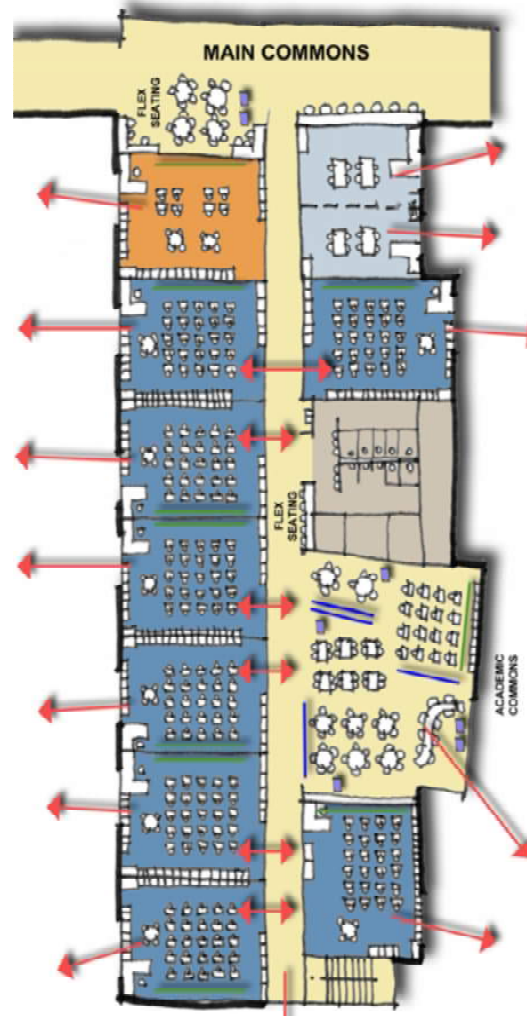 MAIN COMMONS
FLEX
SEATING
FLEX
SEATING
ACADEMIC
COMMONS